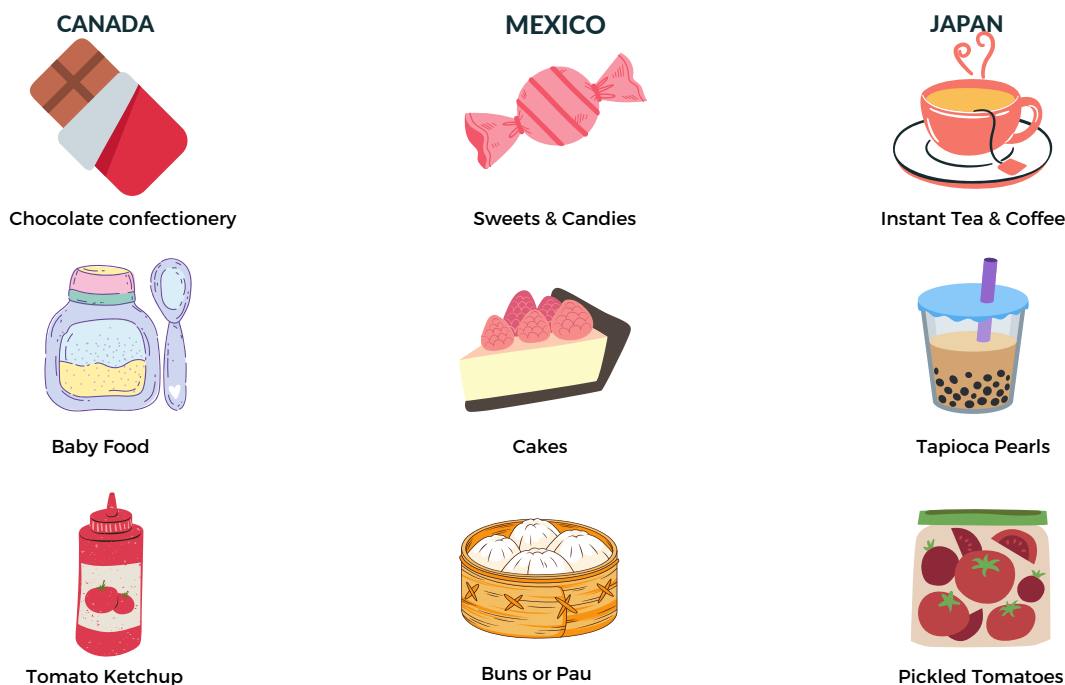 CANADA
MEXICO
JAPAN
Chocolate confectionery
Sweets & Candies
Instant Tea & Coffee
Baby Food
Cakes
Tapioca Pearls
Tomato Ketchup
Buns or Pau
Pickled Tomatoes